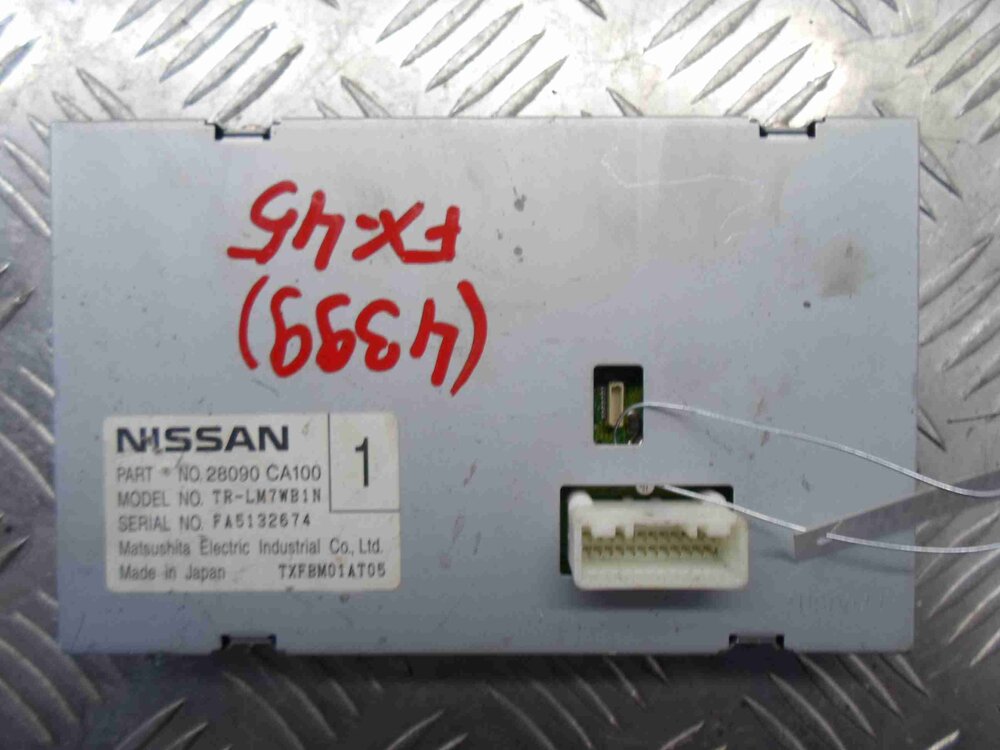 FX-45
(4399)
NISSAN
1
PART NO. 28090 CA100
MODEL NO. TR-LM7WB1N
SERIAL NO. FA5132674
Matsushita Electric Industrial Co., Ltd.
Made in Japan TXFBM01AT05